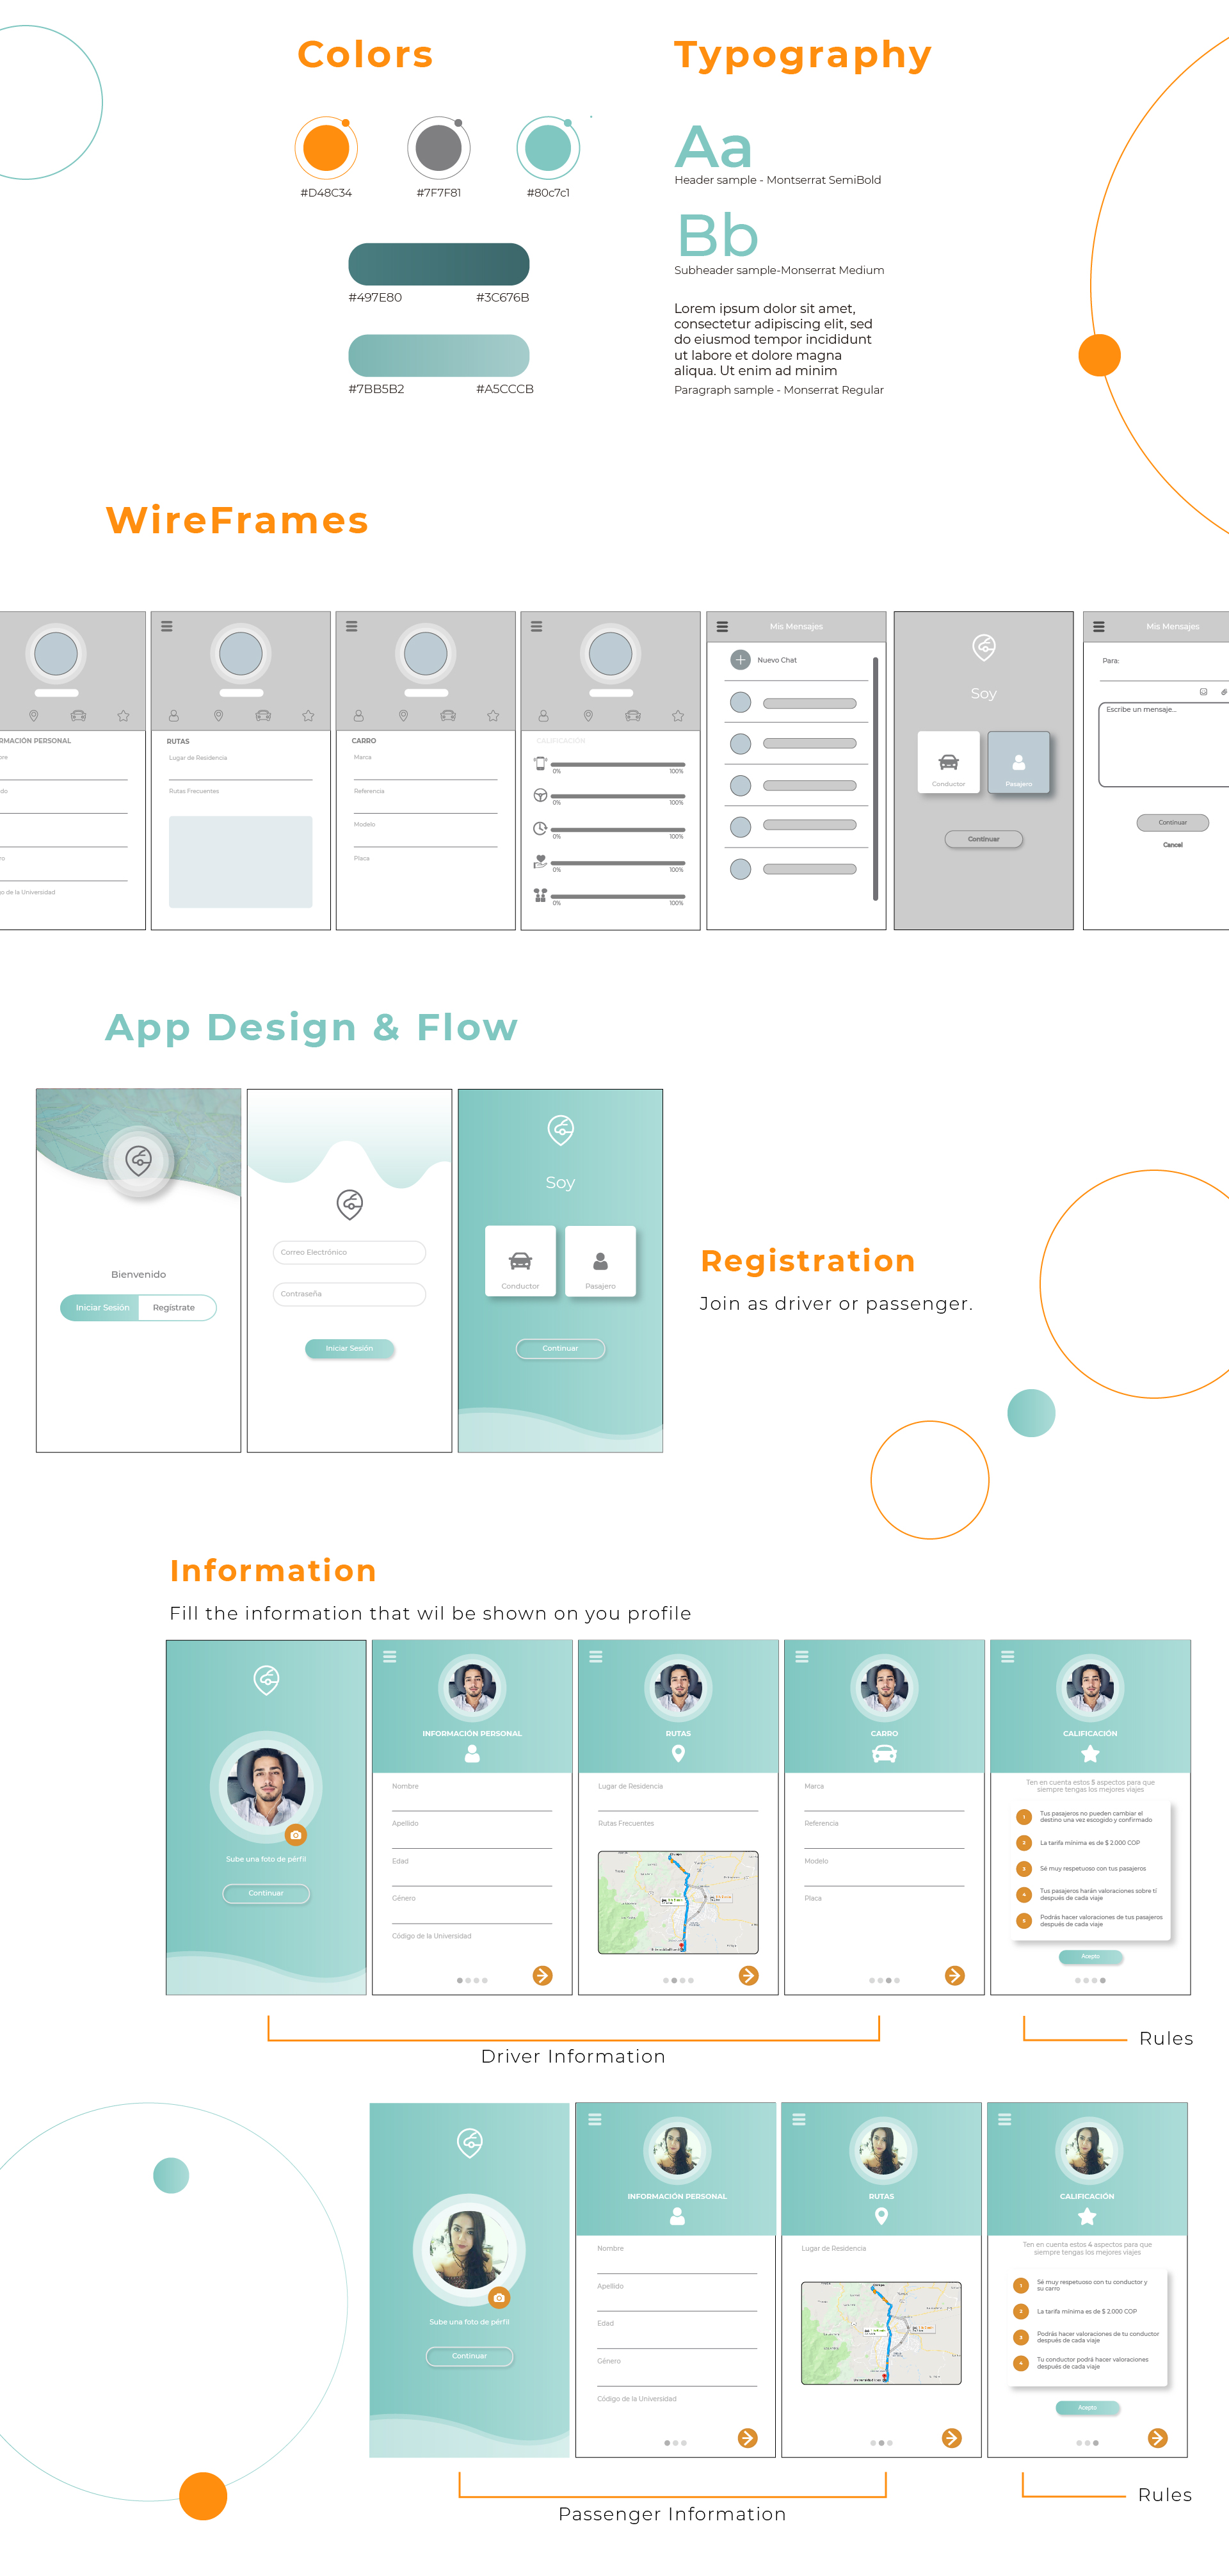 Colors
Typography
#D48C34
#7F7F81
#80c7c1
#497E80
#3C676B
#7BB5B2
#A5CCCB
Aa
Header sample - Montserrat SemiBold
Bb
Subheader sample-Monserrat Medium
Lorem ipsum dolor sit amet,
consectetur adipiscing elit, sed
do eiusmod tempor incididunt
ut labore et dolore magna
aliqua. Ut enim ad minim
Paragraph sample - Monserrat Regular
WireFrames
RMACIÓN PERSONAL
bre
do
ro
o de la Universidad
RUTAS
Lugar de Residencia
Rutas Frecuentes
CARRO
Marca
Referencia
Modelo
Placa
CALIFICACIÓN
0% 100%
0% 100%
0% 100%
0% 100%
0% 100%
Mis Mensajes
Nuevo Chat
Soy
Conductor
Pasajero
Continuar
Mis Mensajes
Para:
Escribe un mensaje...
Continuar
Cancel
App Design & Flow
Bienvenido
Iniciar Sesión
Regístrate
Correo Electrónico
Contraseña
Iniciar Sesión
Soy
Conductor
Pasajero
Continuar
Registration
Join as driver or passenger.
Information
Fill the information that wil be shown on you profile
Sube una foto de pérfil
Continuar
INFORMACIÓN PERSONAL
Nombre
Apellido
Edad
Género
Código de la Universidad
RUTAS
Lugar de Residencia
Rutas Frecuentes
CARRO
Marca
Referencia
Modelo
Placa
CALIFICACIÓN
Ten en cuenta estos 5 aspectos para que
siempre tengas los mejores viajes
1 Tus pasajeros no pueden cambiar el
destino una vez escogido y confirmado
2 La tarifa mínima es de $ 2.000 COP
3 Sé muy respetuoso con tus pasajeros
4 Tus pasajeros harán valoraciones sobre tí
después de cada viaje
5 Podrás hacer valoraciones de tus pasajeros
después de cada viaje
Acepto
Driver Information
Rules
Sube una foto de pérfil
Continuar
INFORMACIÓN PERSONAL
Nombre
Apellido
Edad
Género
Código de la Universidad
RUTAS
Lugar de Residencia
CALIFICACIÓN
Ten en cuenta estos 4 aspectos para que
siempre tengas los mejores viajes
1 Sé muy respetuoso con tu conductor y
su carro
2 La tarifa mínima es de $ 2.000 COP
3 Podrás hacer valoraciones de tu conductor
después de cada viaje
4 Tu conductor podrá hacer valoraciones
después de cada viaje
Acepto
Passenger Information
Rules